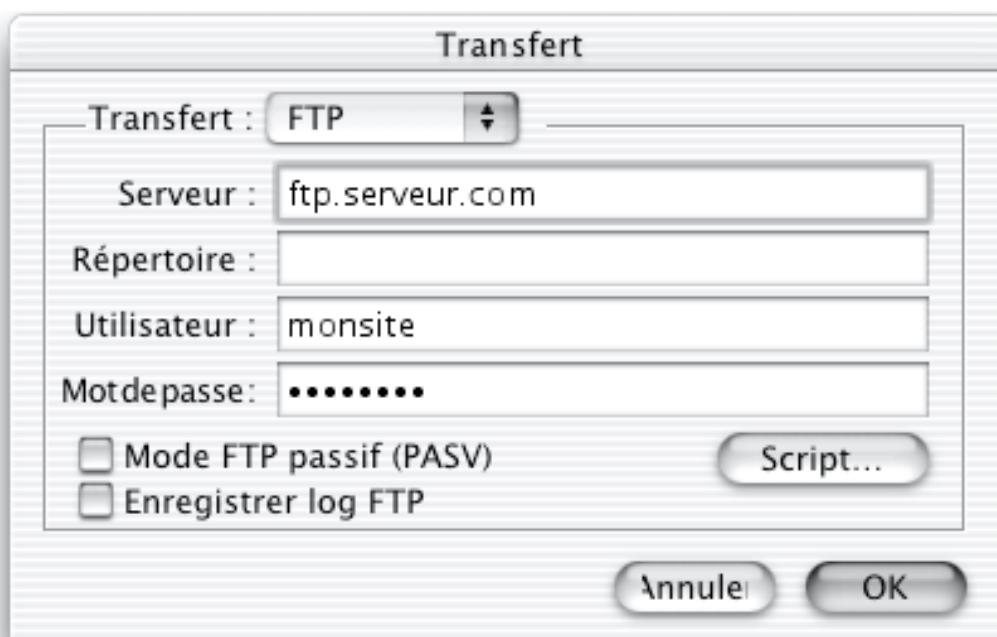 Transfert
Transfert : FTP
Serveur : ftp.serveur.com
Répertoire :
Utilisateur : monsite
Motdepasse: ••••••••
Mode FTP passif (PASV)
Script...
Enregistrer log FTP
Annuler OK